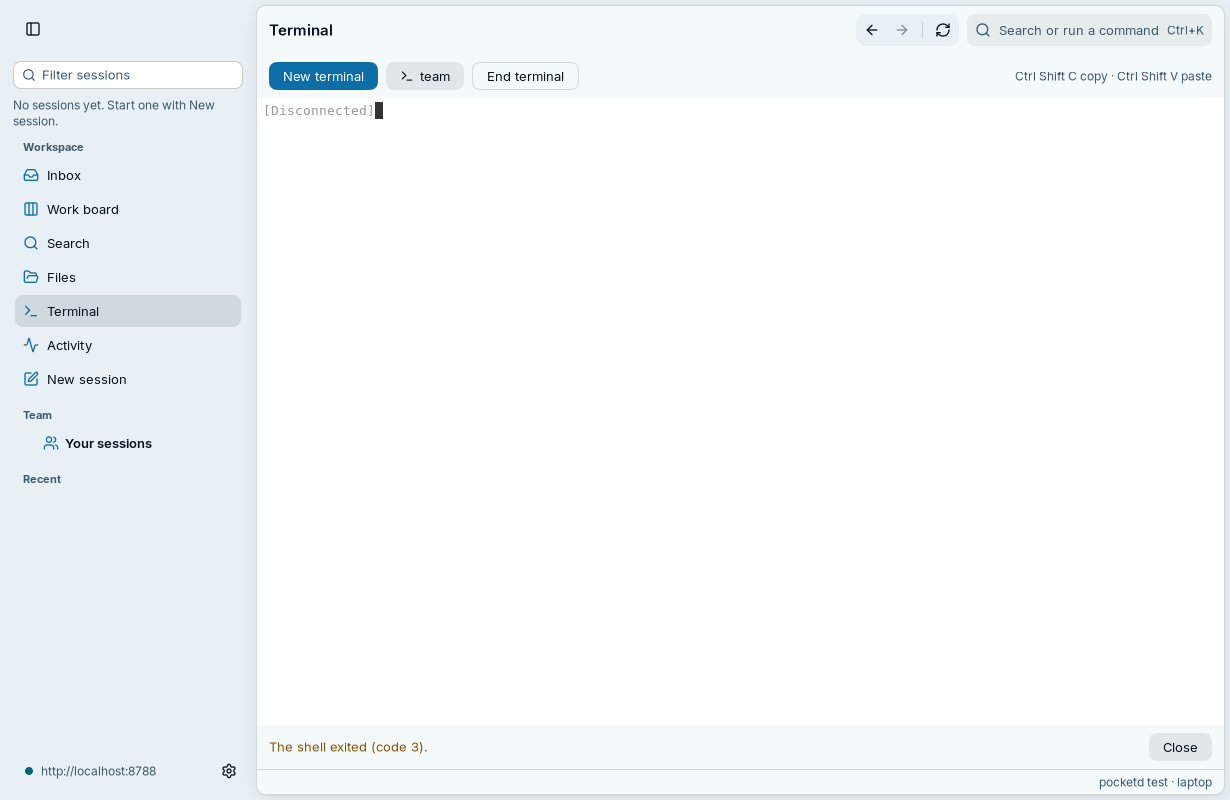 Terminal
Search or run a command Ctrl+K
Filter sessions
No sessions yet. Start one with New
session.
Workspace
Inbox
Work board
Search
Files
Terminal
Activity
New session
Team
Your sessions
Recent
http://localhost:8788
New terminal
team
End terminal
Ctrl Shift C copy · Ctrl Shift V paste
[Disconnected]
The shell exited (code 3).
Close
pocketd test · laptop